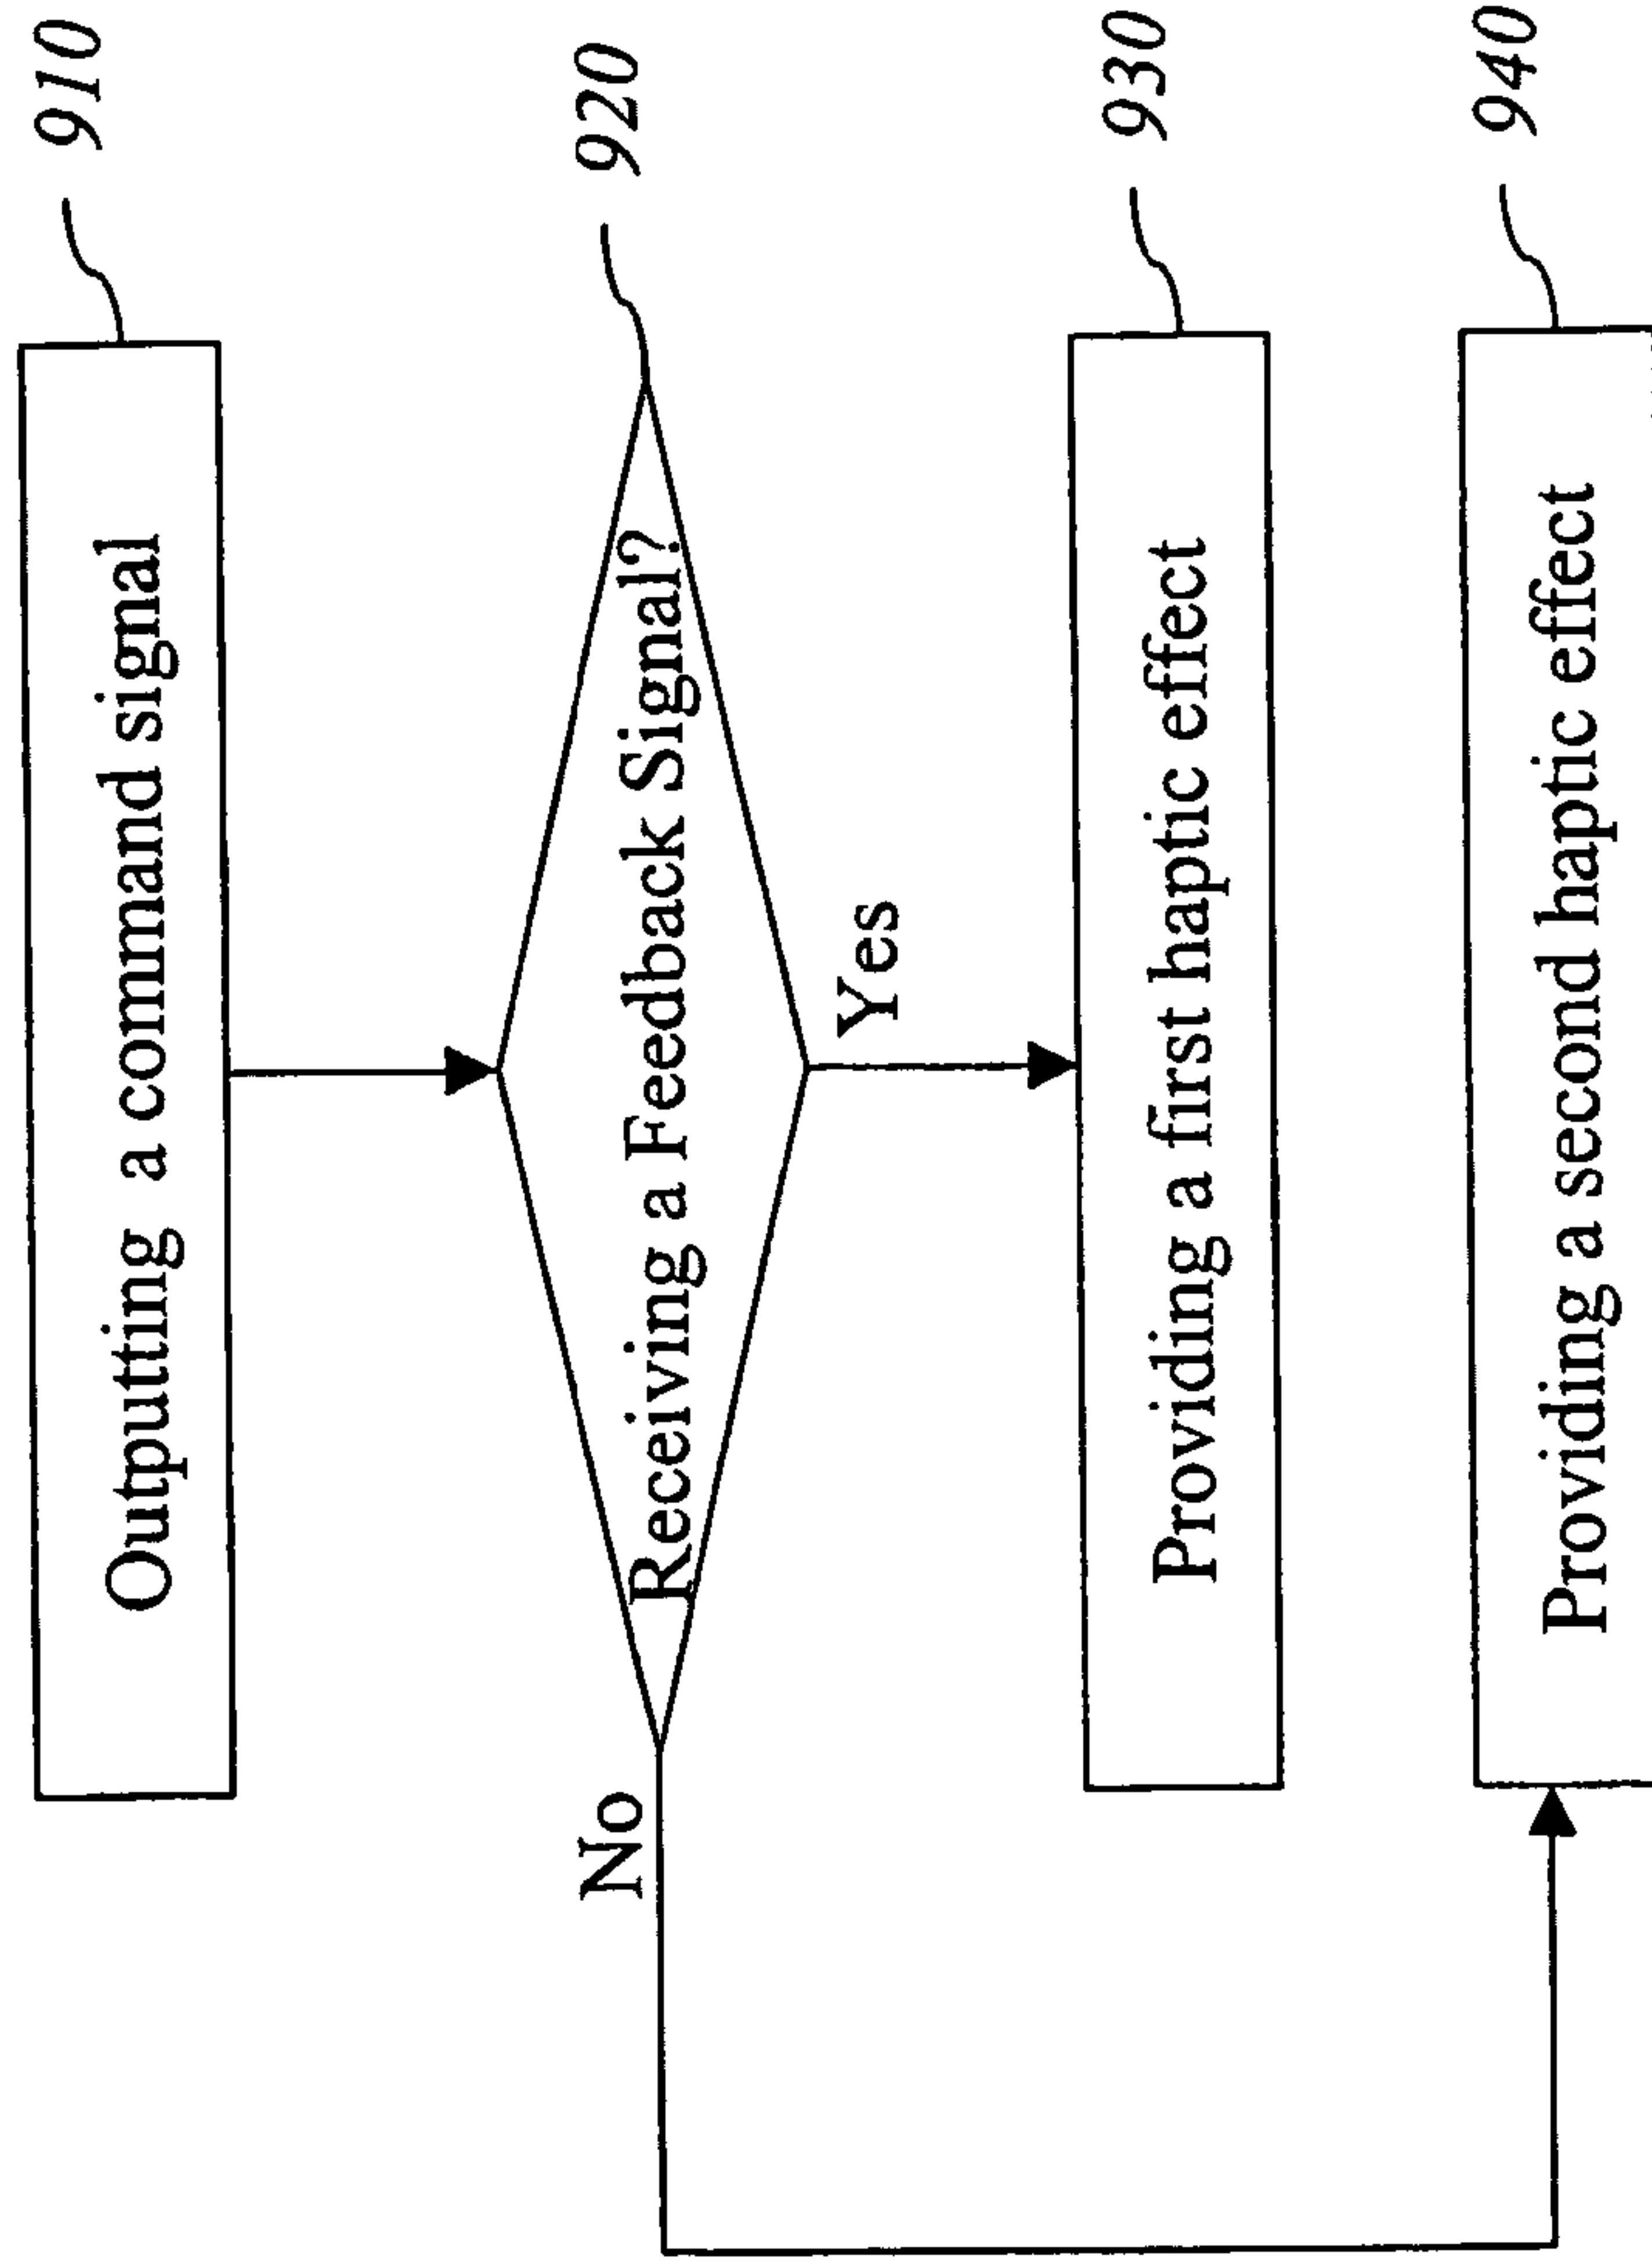 Outputting a command signal
910
Receiving a Feedback Signal?
920
No
Yes
Providing a first haptic effect
930
Providing a second haptic effect
940